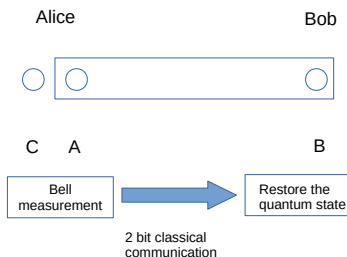 Alice
Bob
C
A
B
Bell
measurement
Restore the
quantum state
2 bit classical
communication